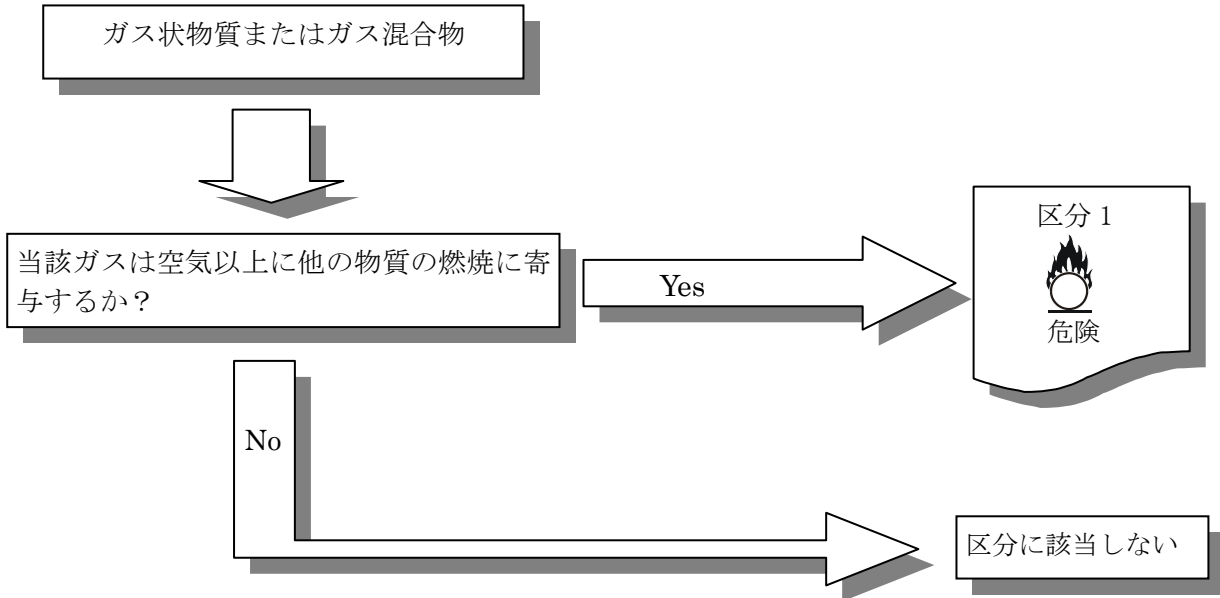 ガス状物質またはガス混合物
当該ガスは空気以上に他の物質の燃焼に寄
与するか？
Yes
区分 1
危険
No
区分に該当しない